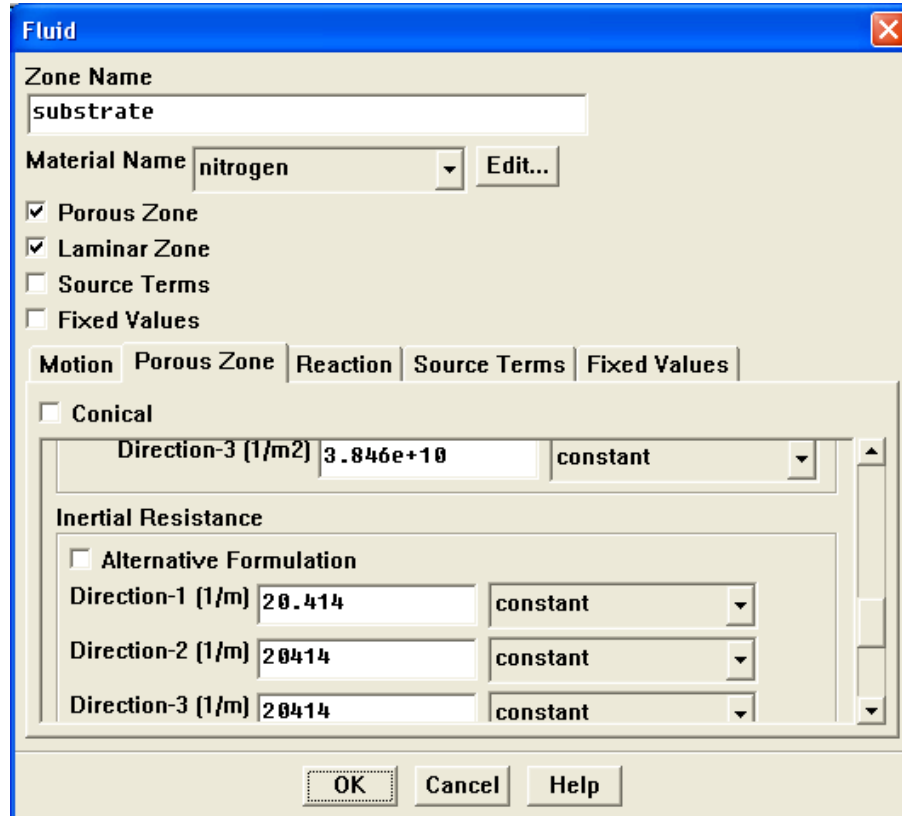 Fluid
Zone Name
substrate
Material Name nitrogen Edit...
Porous Zone
Laminar Zone
Source Terms
Fixed Values
Motion Porous Zone Reaction Source Terms Fixed Values
Conical
Direction-3 (1/m2) 3.846e+10 constant
Inertial Resistance
Alternative Formulation
Direction-1 (1/m) 20.414 constant
Direction-2 (1/m) 20414 constant
Direction-3 (1/m) 20414 constant
OK Cancel Help